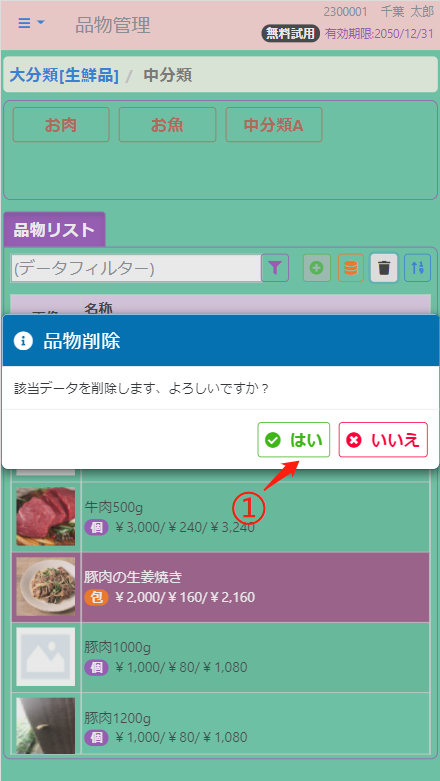 2300001 千葉 太郎
品物管理
無料試用 有効期限:2050/12/31
大分類[生鮮品] / 中分類
お肉 お魚 中分類A
品物リスト
(データフィルター)
名称
品物削除
該当データを削除します、よろしいですか？
はい いいえ
①
牛肉500g
個 ￥3,000/￥240/￥3,240
豚肉の生姜焼き
包 ￥2,000/￥160/￥2,160
豚肉1000g
個 ￥1,000/￥80/￥1,080
豚肉1200g
個 ￥1,000/￥80/￥1,080